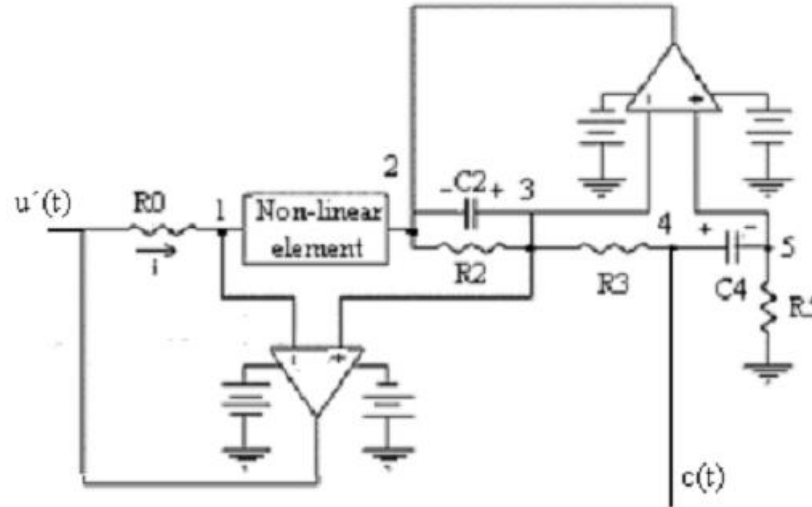 2
C2
3
u´(t)
R0
1
Non-linear
element
4
5
i
R2
R3
C4
c(t)